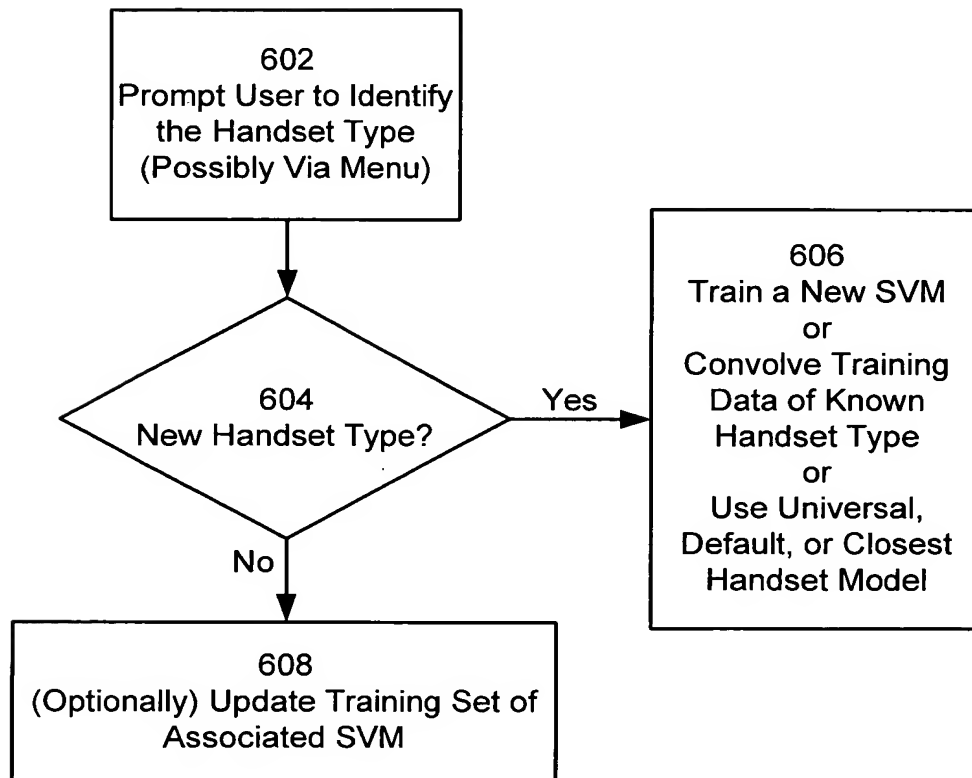 602
Prompt User to Identify
the Handset Type
(Possibly Via Menu)
604
New Handset Type?
Yes
606
Train a New SVM
or
Convolve Training
Data of Known
Handset Type
or
Use Universal,
Default, or Closest
Handset Model
No
608
(Optionally) Update Training Set of
Associated SVM